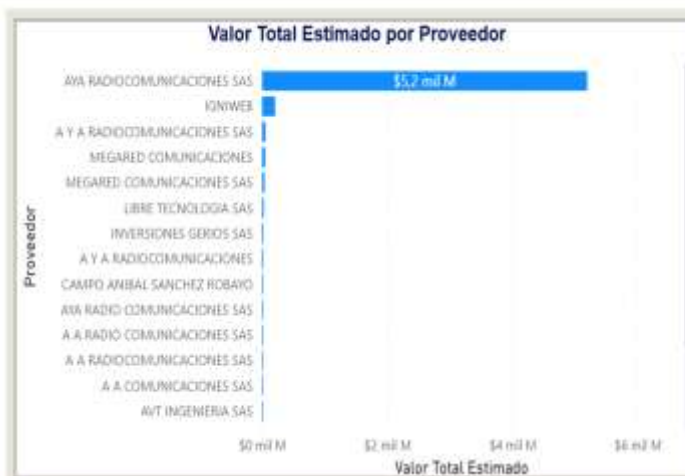 Valor Total Estimado por Proveedor
AYA RADIOCOMUNICACIONES SAS
$5,2 mil M
IGNIWEB
A Y A RADIOCOMUNICACIONES SAS
MEGARED COMUNICACIONES
MEGARED COMUNICACIONES SAS
LIBRE TECNOLOGIA SAS
INVERSIONES GERIOS SAS
A Y A RADIOCOMUNICACIONES
CAMPO ANIBAL SANCHEZ ROBAYO
AYA RADIO COMUNICACIONES SAS
A A RADIO COMUNICACIONES SAS
A A RADIOCOMUNICACIONES SAS
A A COMUNICACIONES SAS
AVT INGENIERIA SAS
Proveedor
$0 mil M
$2 mil M
$4 mil M
$6 mil M
Valor Total Estimado